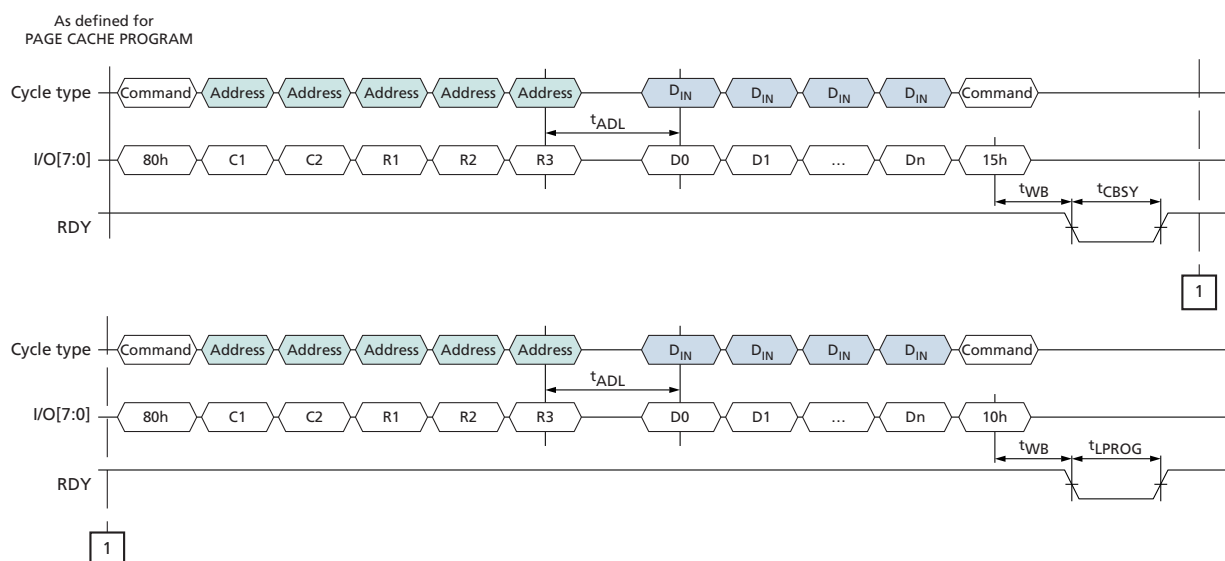 As defined for
PAGE CACHE PROGRAM
Cycle type Command Address Address Address Address Address DIN DIN DIN DIN Command
tADL
I/O[7:0] 80h C1 C2 R1 R2 R3 D0 D1 … Dn 15h
tWB tCBSY
RDY
1
Cycle type Command Address Address Address Address Address DIN DIN DIN DIN Command
tADL
I/O[7:0] 80h C1 C2 R1 R2 R3 D0 D1 … Dn 10h
tWB tLPROG
RDY
1